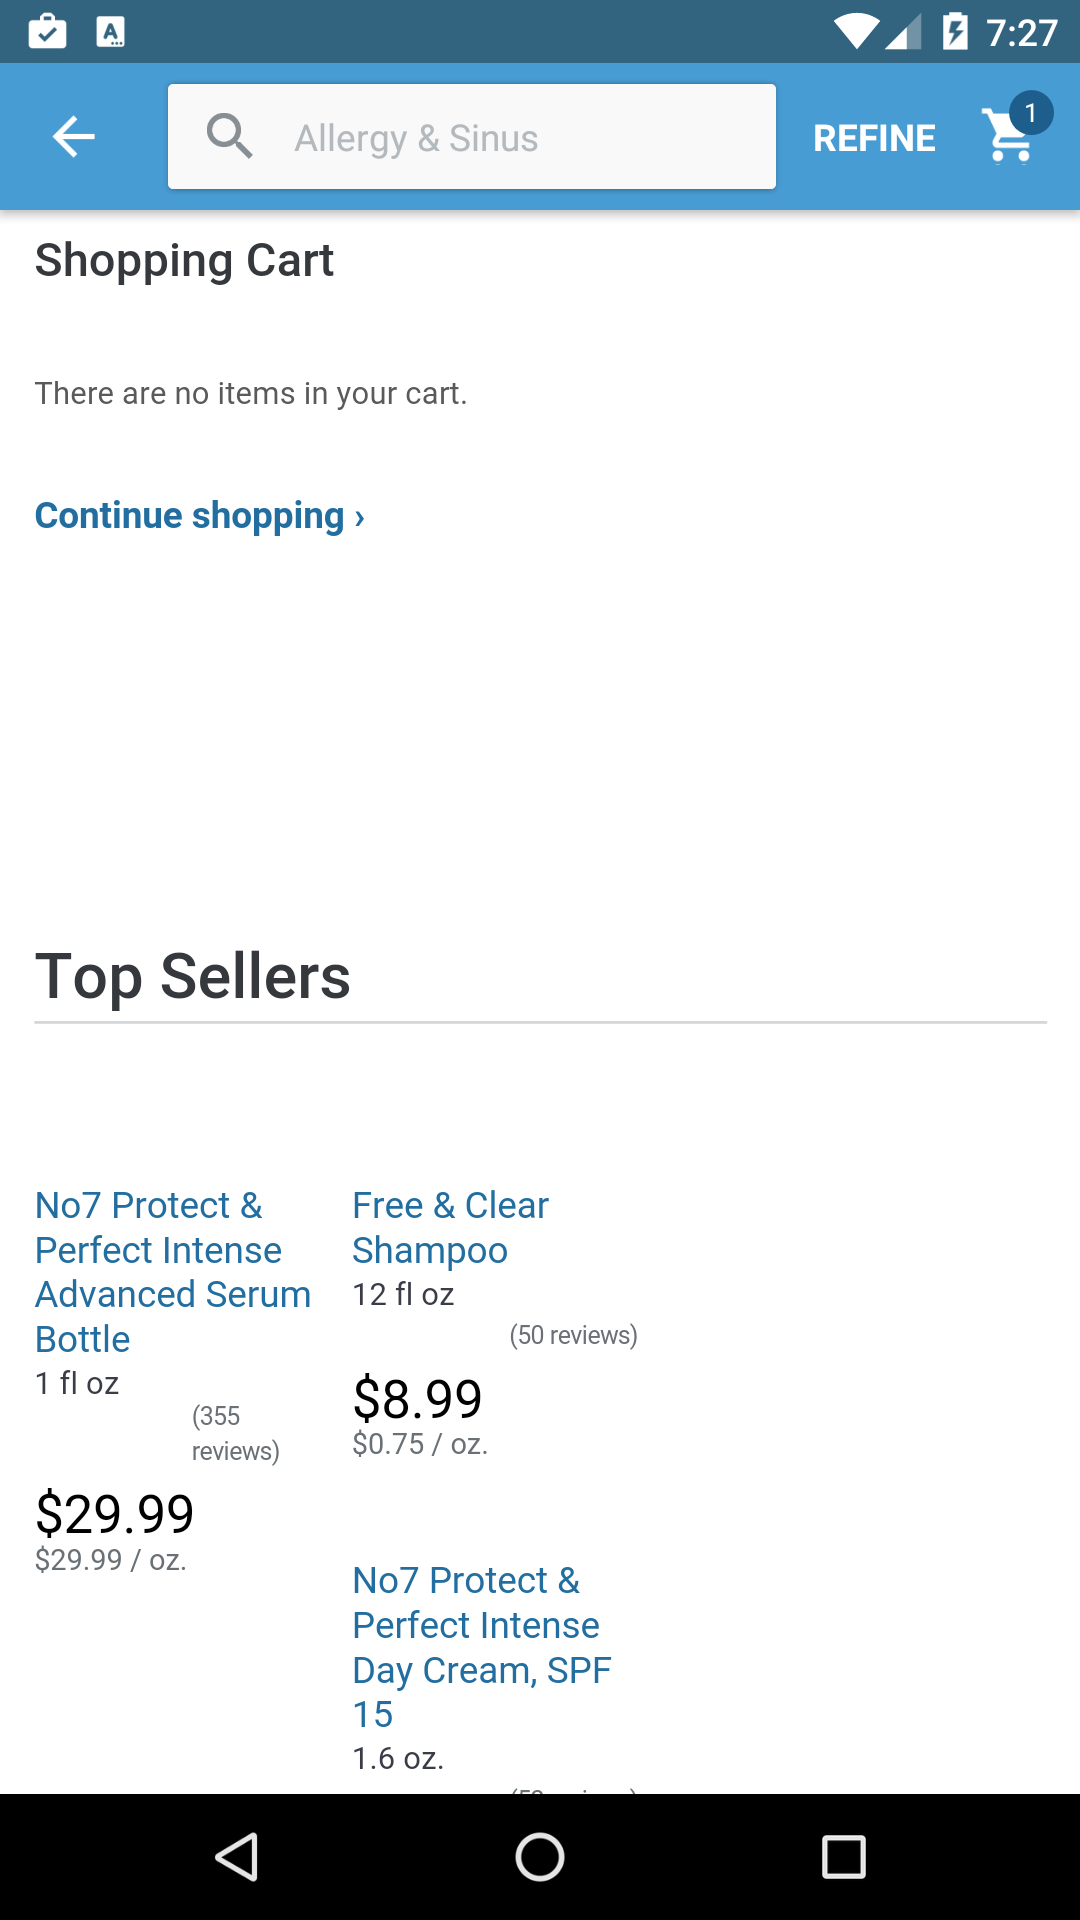 7:27
Allergy & Sinus
REFINE
1
Shopping Cart
There are no items in your cart.
Continue shopping ›
Top Sellers
No7 Protect &
Perfect Intense
Advanced Serum
Bottle
1 fl oz
(355
reviews)
$29.99
$29.99 / oz.
Free & Clear
Shampoo
12 fl oz
(50 reviews)
$8.99
$0.75 / oz.
No7 Protect &
Perfect Intense
Day Cream, SPF
15
1.6 oz.